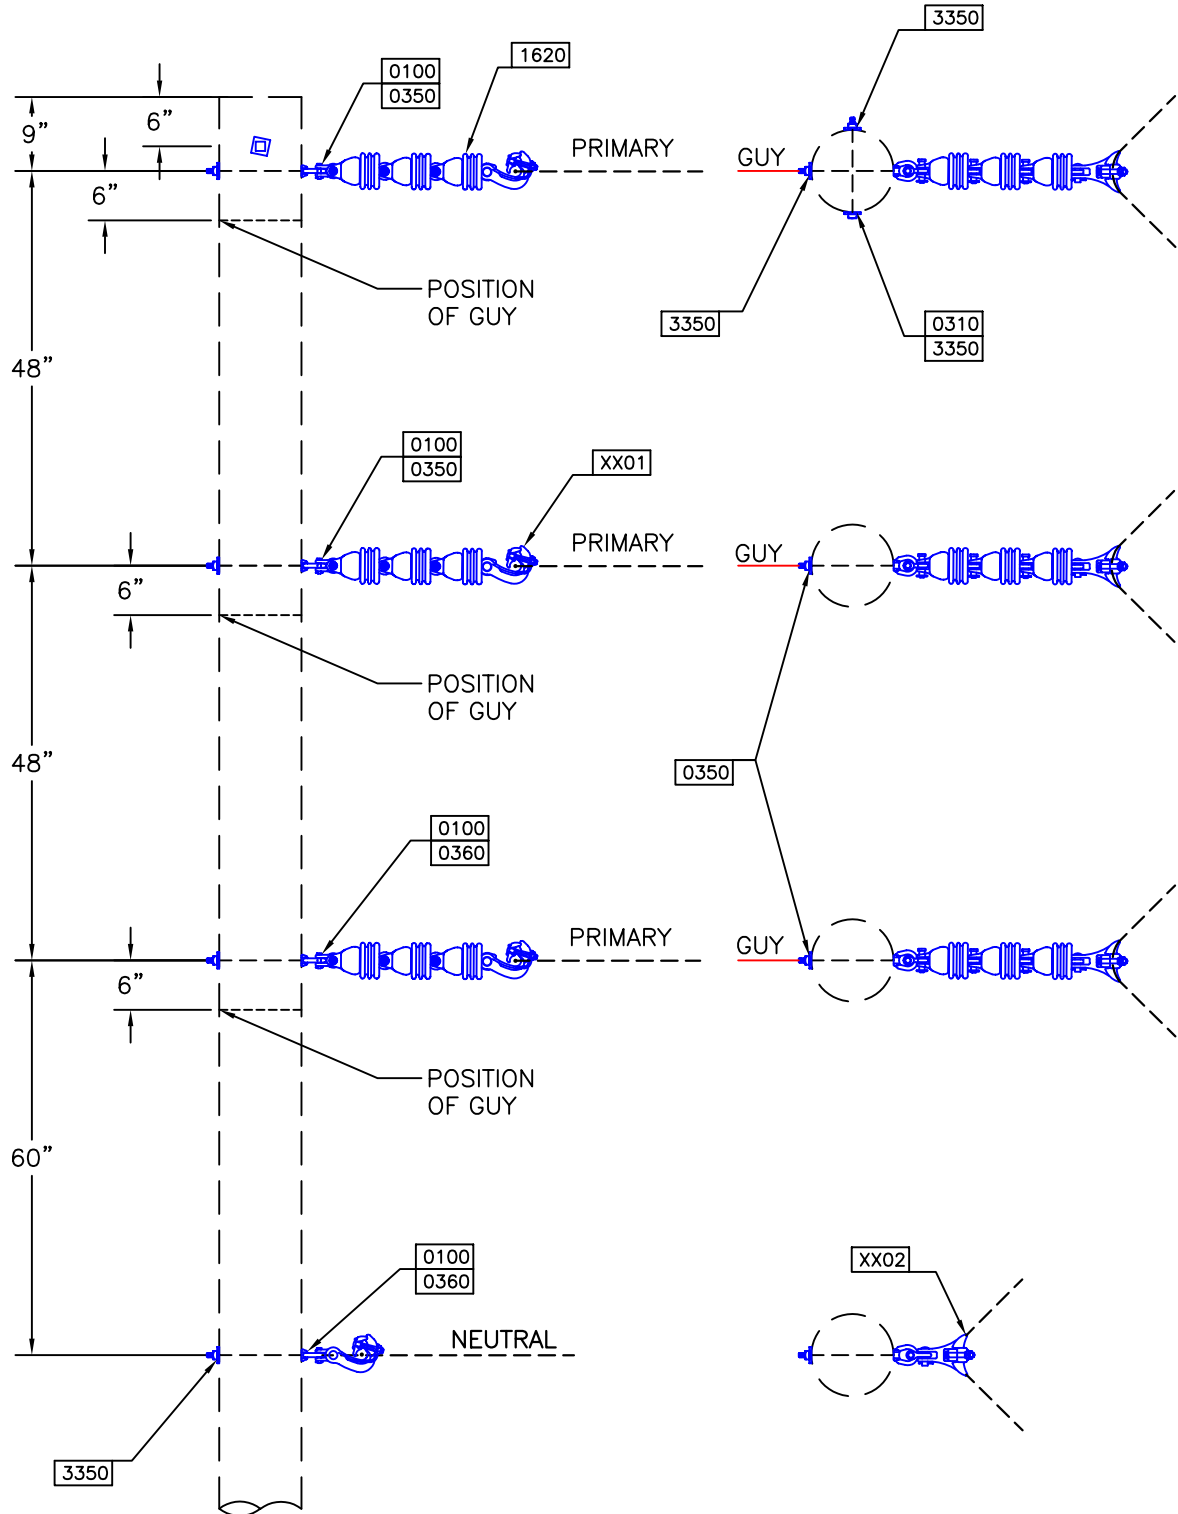 3350
1620
0100
0350
9”
6”
PRIMARY
GUY
6”
POSITION
OF GUY
3350
0310
3350
48”
0100
0350
XX01
PRIMARY
GUY
6”
POSITION
OF GUY
48”
0350
0100
0360
PRIMARY
GUY
6”
POSITION
OF GUY
60”
0100
0360
XX02
NEUTRAL
3350